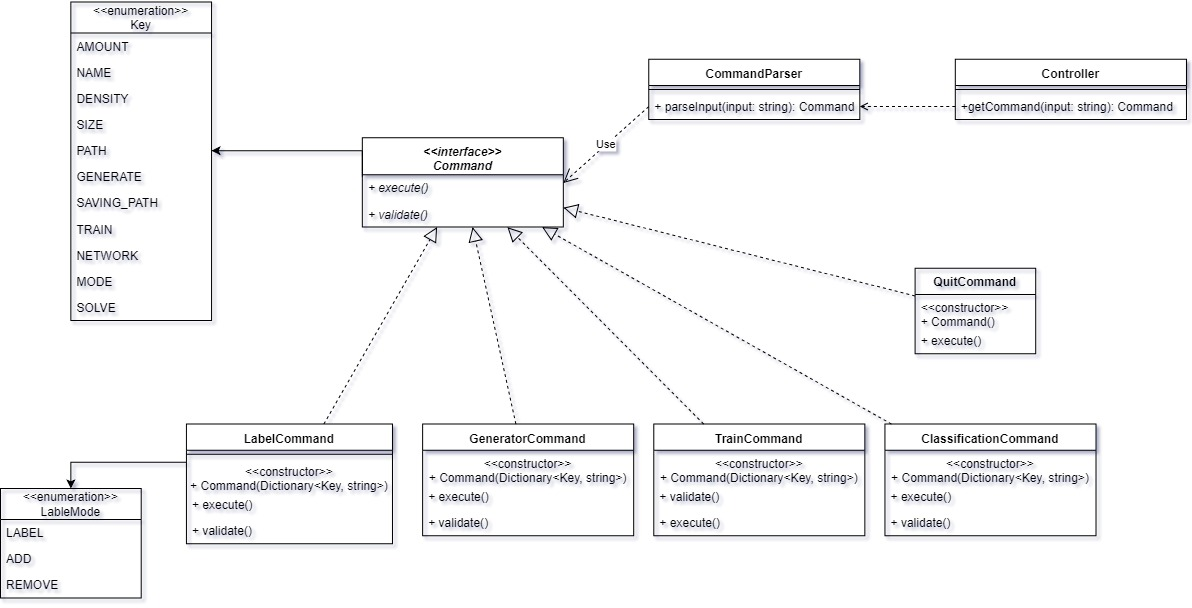 <<enumeration>>
Key
AMOUNT
NAME
DENSITY
SIZE
PATH
GENERATE
SAVING_PATH
TRAIN
NETWORK
MODE
SOLVE
CommandParser
+ parseInput(input: string): Command
Controller
+getCommand(input: string): Command
Use
<<interface>>
Command
+ execute()
+ validate()
QuitCommand
<<constructor>>
+ Command()
+ execute()
LabelCommand
<<constructor>>
+ Command(Dictionary<Key, string>)
+ execute()
+ validate()
GeneratorCommand
<<constructor>>
+ Command(Dictionary<Key, string>)
+ execute()
+ validate()
TrainCommand
<<constructor>>
+ Command(Dictionary<Key, string>)
+ validate()
+ execute()
ClassificationCommand
<<constructor>>
+ Command(Dictionary<Key, string>)
+ execute()
+ validate()
<<enumeration>>
LableMode
LABEL
ADD
REMOVE